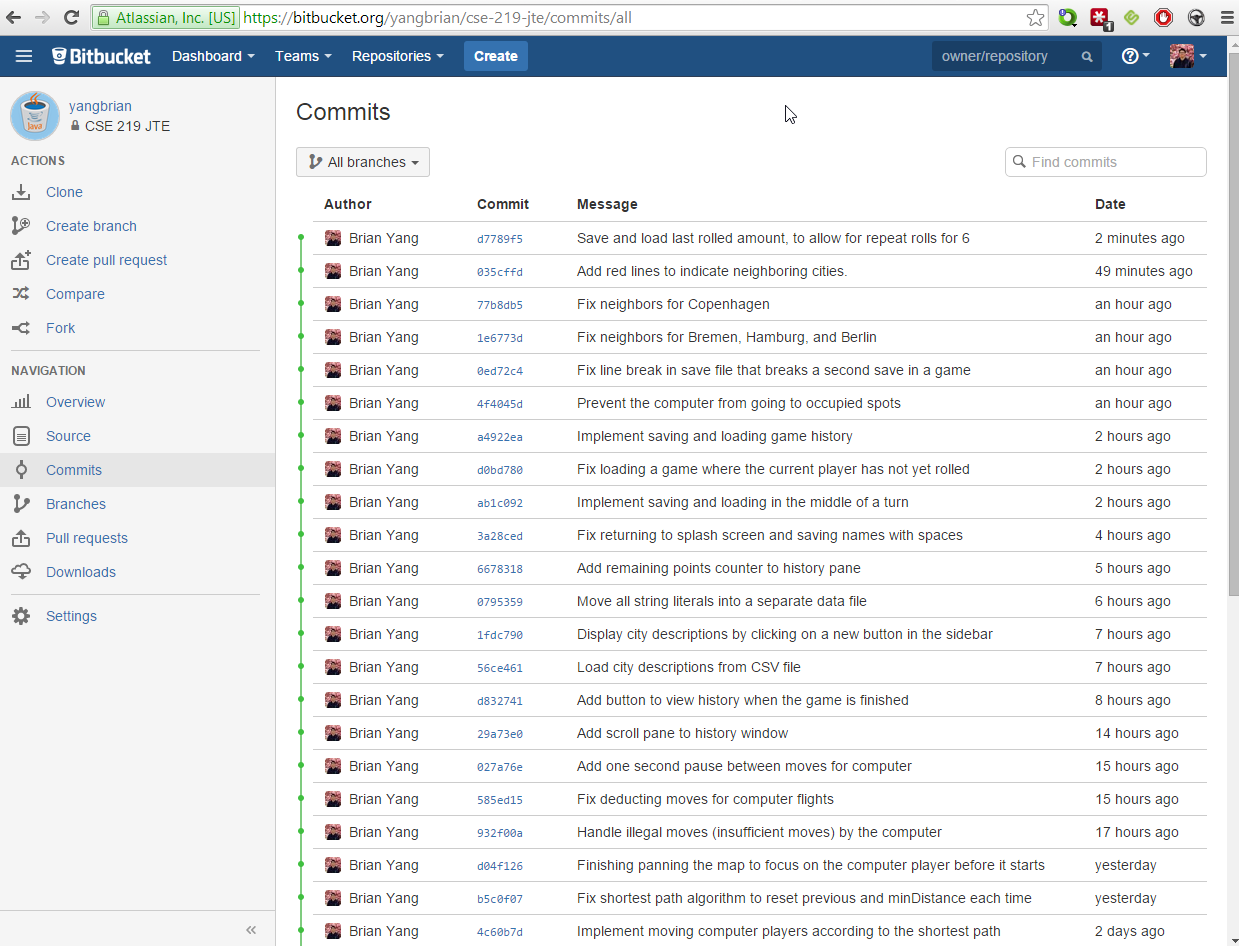 Atlassian, Inc. [US] https://bitbucket.org/yangbrian/cse-219-jte/commits/all
1
Bitbucket Dashboard Teams Repositories Create owner/repository
yangbrian
CSE 219 JTE
ACTIONS
Clone
Create branch
Create pull request
Compare
Fork
NAVIGATION
Overview
Source
Commits
Branches
Pull requests
Downloads
Settings
Java
Commits
All branches Find commits
Author Commit Message Date
Brian Yang d7789f5 Save and load last rolled amount, to allow for repeat rolls for 6 2 minutes ago
Brian Yang 035cffd Add red lines to indicate neighboring cities. 49 minutes ago
Brian Yang 77b8db5 Fix neighbors for Copenhagen an hour ago
Brian Yang 1e6773d Fix neighbors for Bremen, Hamburg, and Berlin an hour ago
Brian Yang 0ed72c4 Fix line break in save file that breaks a second save in a game an hour ago
Brian Yang 4f4045d Prevent the computer from going to occupied spots an hour ago
Brian Yang a4922ea Implement saving and loading game history 2 hours ago
Brian Yang d0bd780 Fix loading a game where the current player has not yet rolled 2 hours ago
Brian Yang ab1c092 Implement saving and loading in the middle of a turn 2 hours ago
Brian Yang 3a28ced Fix returning to splash screen and saving names with spaces 4 hours ago
Brian Yang 6678318 Add remaining points counter to history pane 5 hours ago
Brian Yang 0795359 Move all string literals into a separate data file 6 hours ago
Brian Yang 1fdc790 Display city descriptions by clicking on a new button in the sidebar 7 hours ago
Brian Yang 56ce461 Load city descriptions from CSV file 7 hours ago
Brian Yang d832741 Add button to view history when the game is finished 8 hours ago
Brian Yang 29a73e0 Add scroll pane to history window 14 hours ago
Brian Yang 027a76e Add one second pause between moves for computer 15 hours ago
Brian Yang 585ed15 Fix deducting moves for computer flights 15 hours ago
Brian Yang 932f00a Handle illegal moves (insufficient moves) by the computer 17 hours ago
Brian Yang d04f126 Finishing panning the map to focus on the computer player before it starts yesterday
Brian Yang b5c0f07 Fix shortest path algorithm to reset previous and minDistance each time yesterday
Brian Yang 4c60b7d Implement moving computer players according to the shortest path 2 days ago